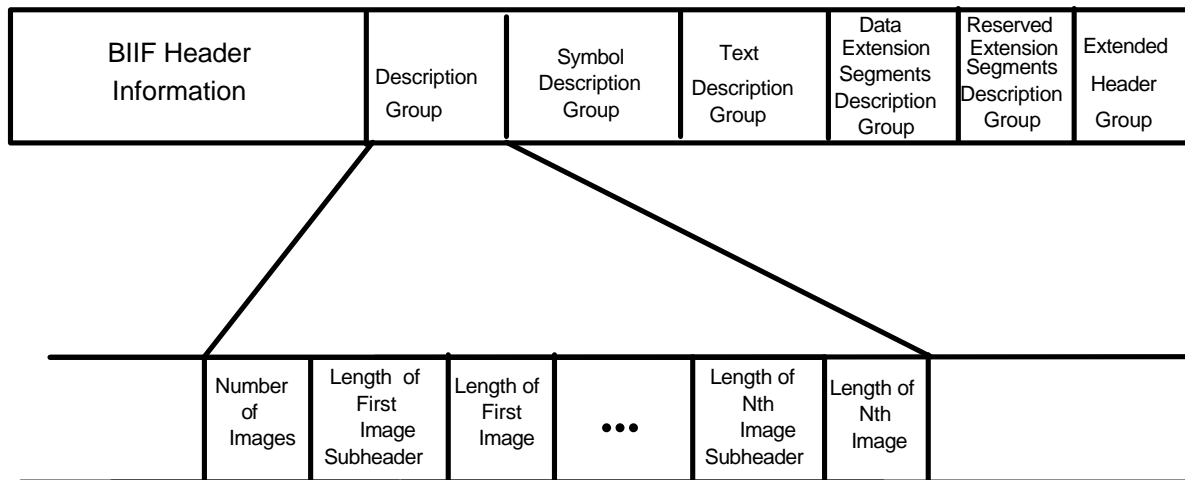 BIIF Header
Information
Description
Group
Symbol
Description
Group
Text
Description
Group
Data
Extension
Segments
Description
Group
Reserved
Extension
Segments
Description
Group
Extended
Header
Group
Number
of
Images
Length of
First
Image
Subheader
Length of
First
Image
•••
Length of
Nth
Image
Subheader
Length of
Nth
Image